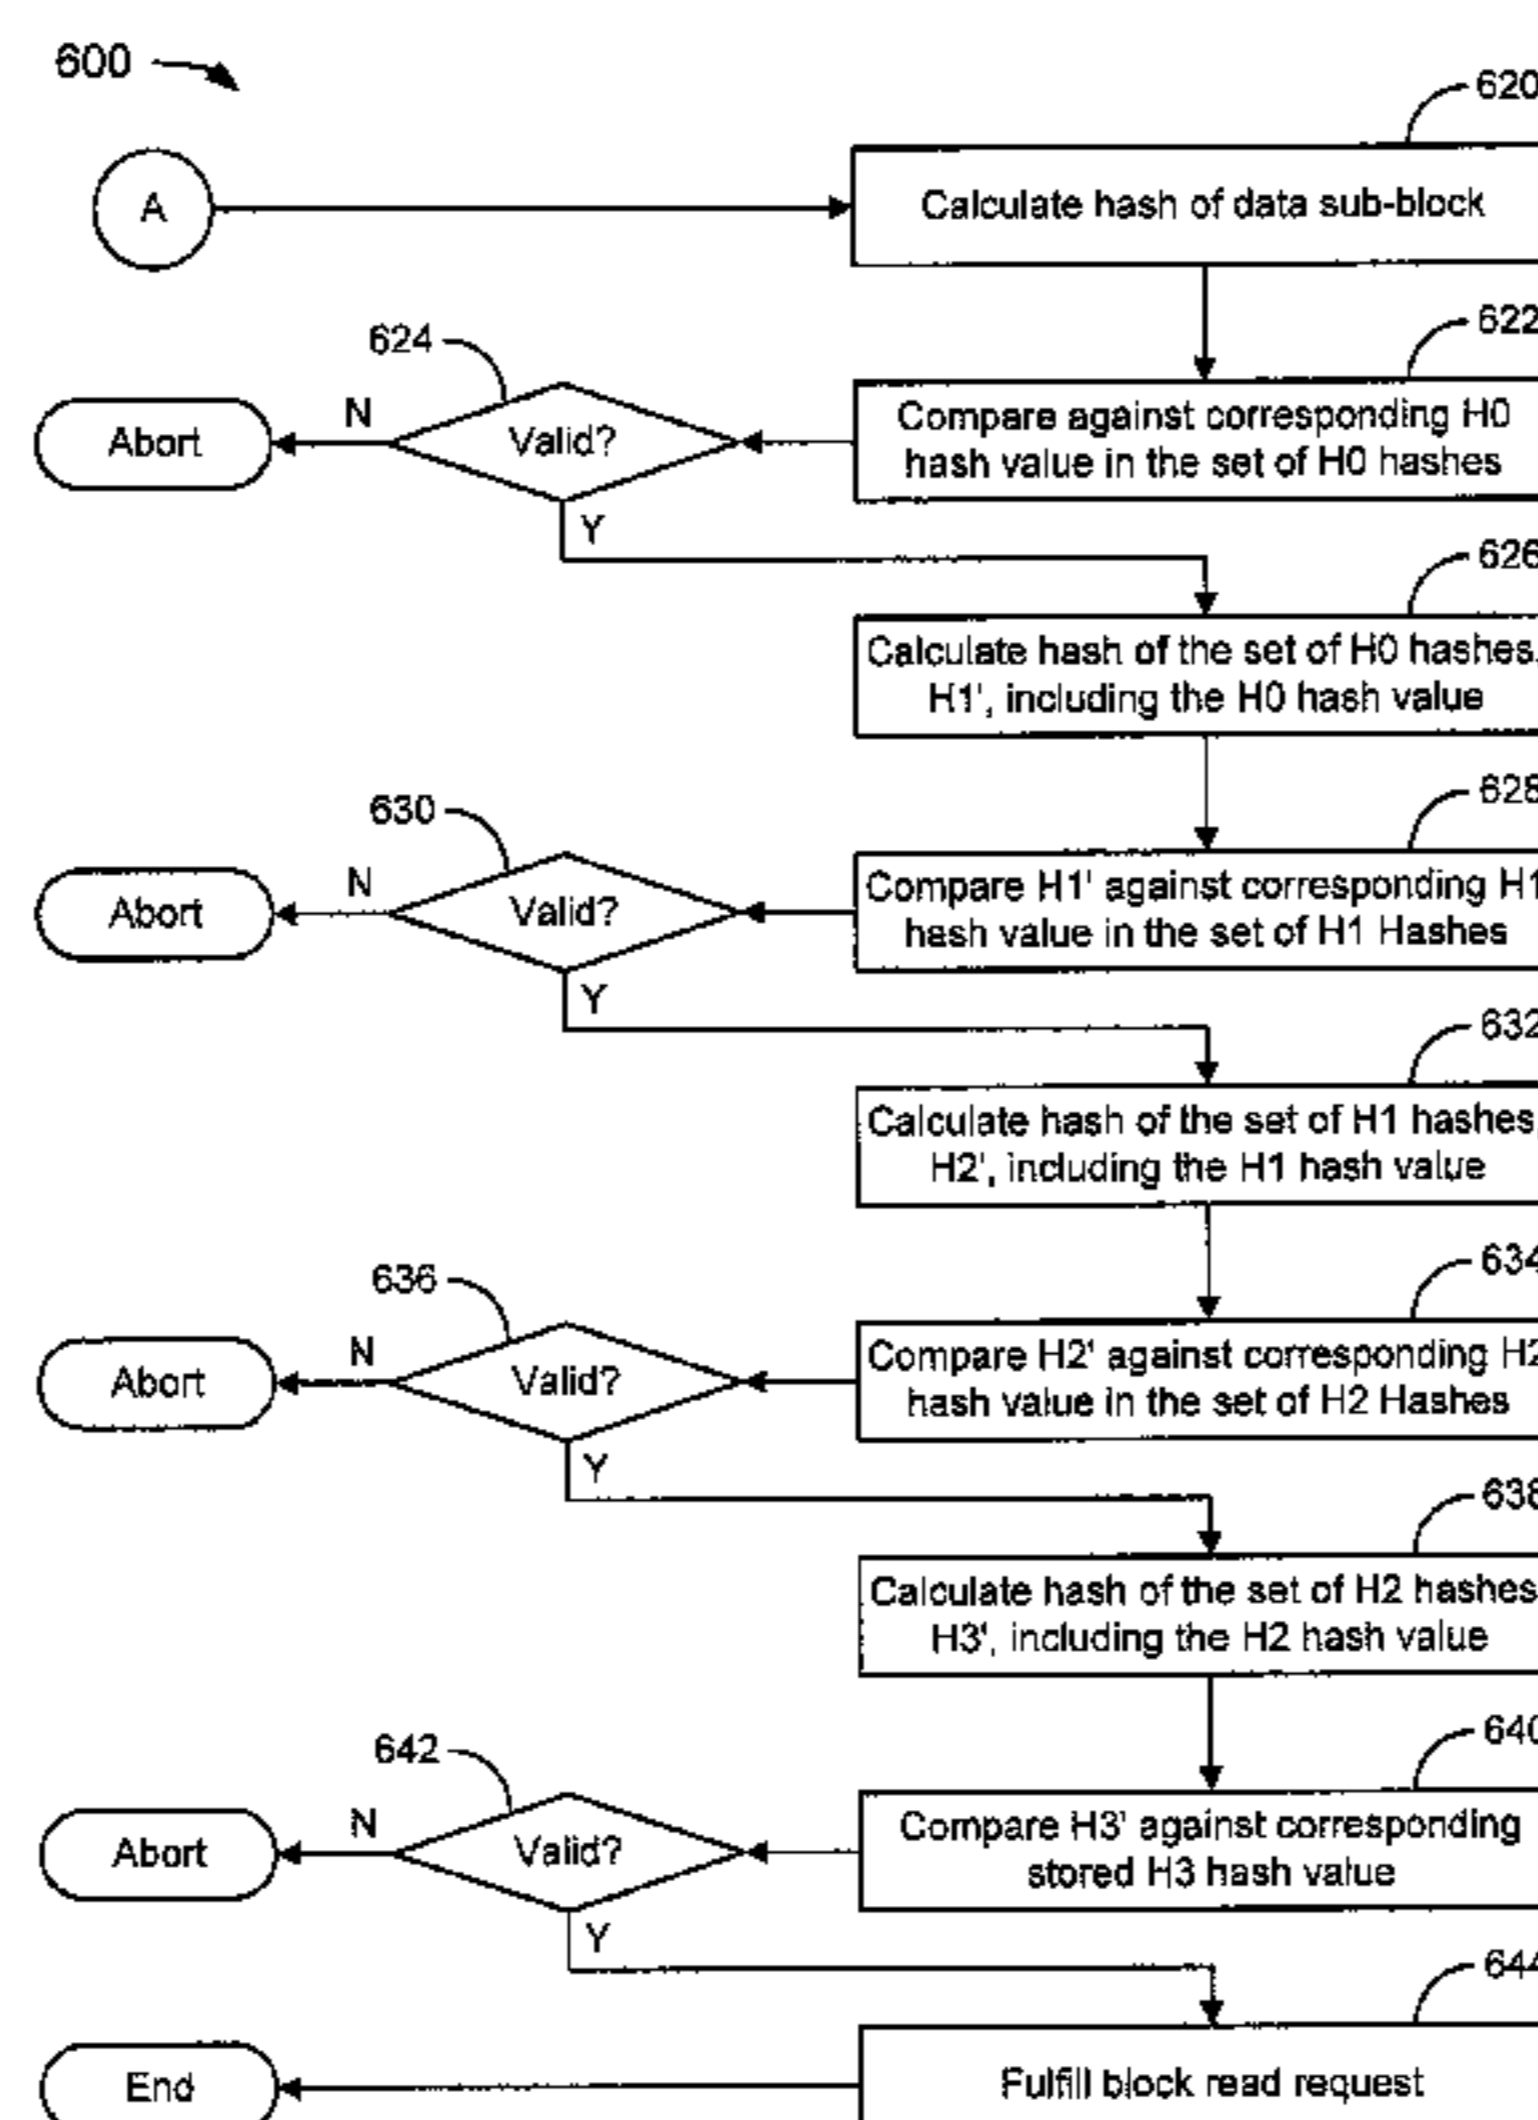 600
620
A
Calculate hash of data sub-block
622
624
N
Abort
Valid?
Compare against corresponding H0
hash value in the set of H0 hashes
Y
626
Calculate hash of the set of H0 hashes,
H1', including the H0 hash value
628
630
N
Abort
Valid?
Compare H1' against corresponding H1
hash value in the set of H1 Hashes
Y
632
Calculate hash of the set of H1 hashes,
H2', including the H1 hash value
634
636
N
Abort
Valid?
Compare H2' against corresponding H2
hash value in the set of H2 Hashes
Y
638
Calculate hash of the set of H2 hashes
H3', including the H2 hash value
640
642
N
Abort
Valid?
Compare H3' against corresponding
stored H3 hash value
Y
644
End
Fulfill block read request